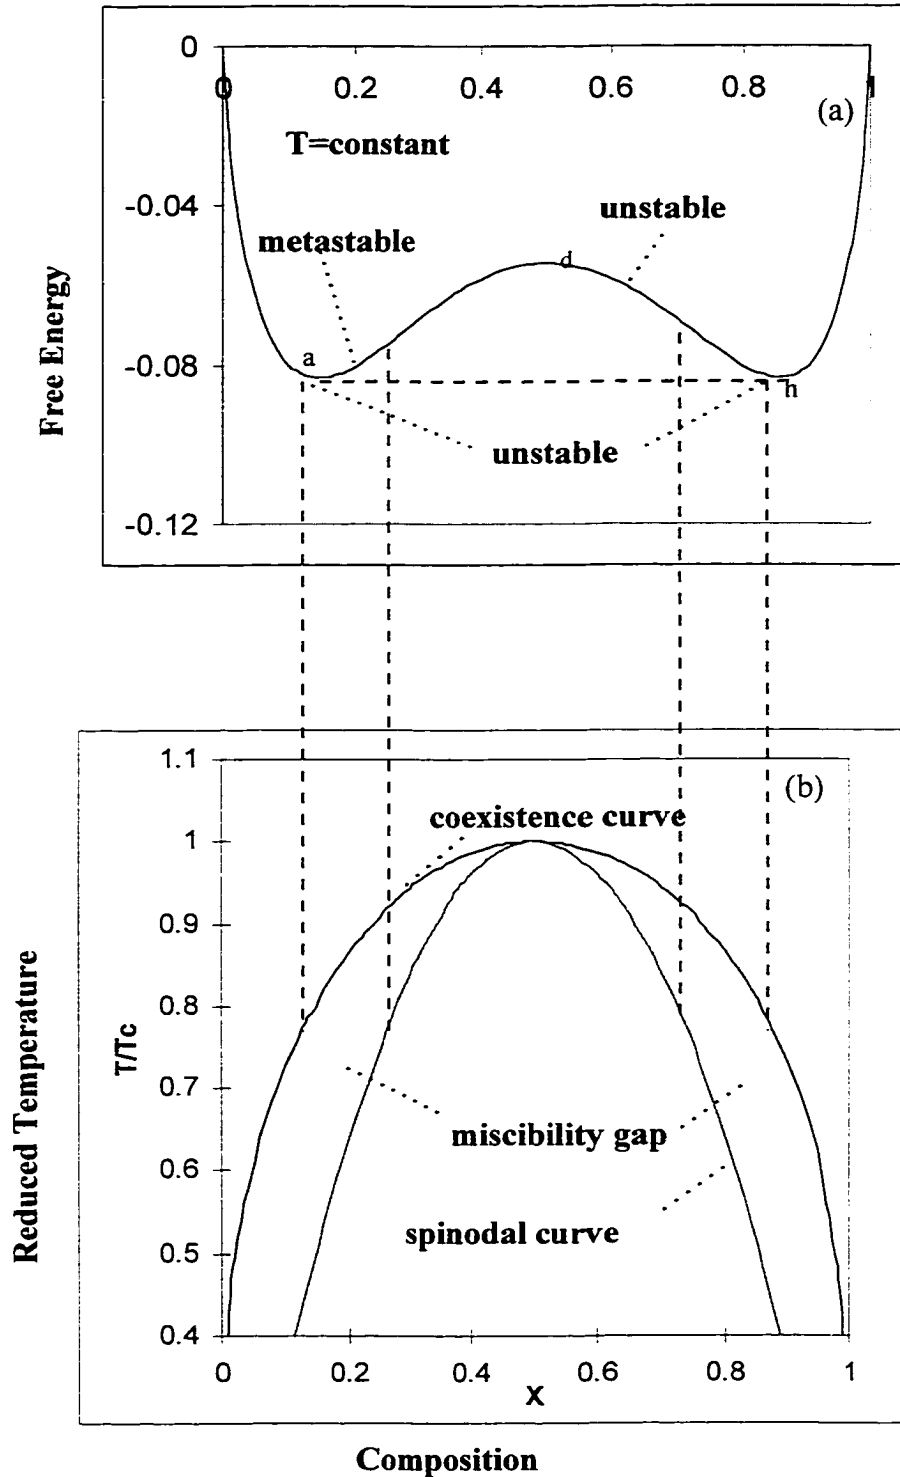 0
0 0.2 0.4 0.6 0.8 1
(a)
T=constant
-0.04
unstable
metastable
d
a
-0.08
h
unstable
-0.12
Free Energy
1.1
(b)
coexistence curve
1
0.9
0.8
0.7
miscibility gap
0.6
spinodal curve
0.5
0.4
T/Tc
Reduced Temperature
0 0.2 0.4 0.6 0.8 1
X
Composition